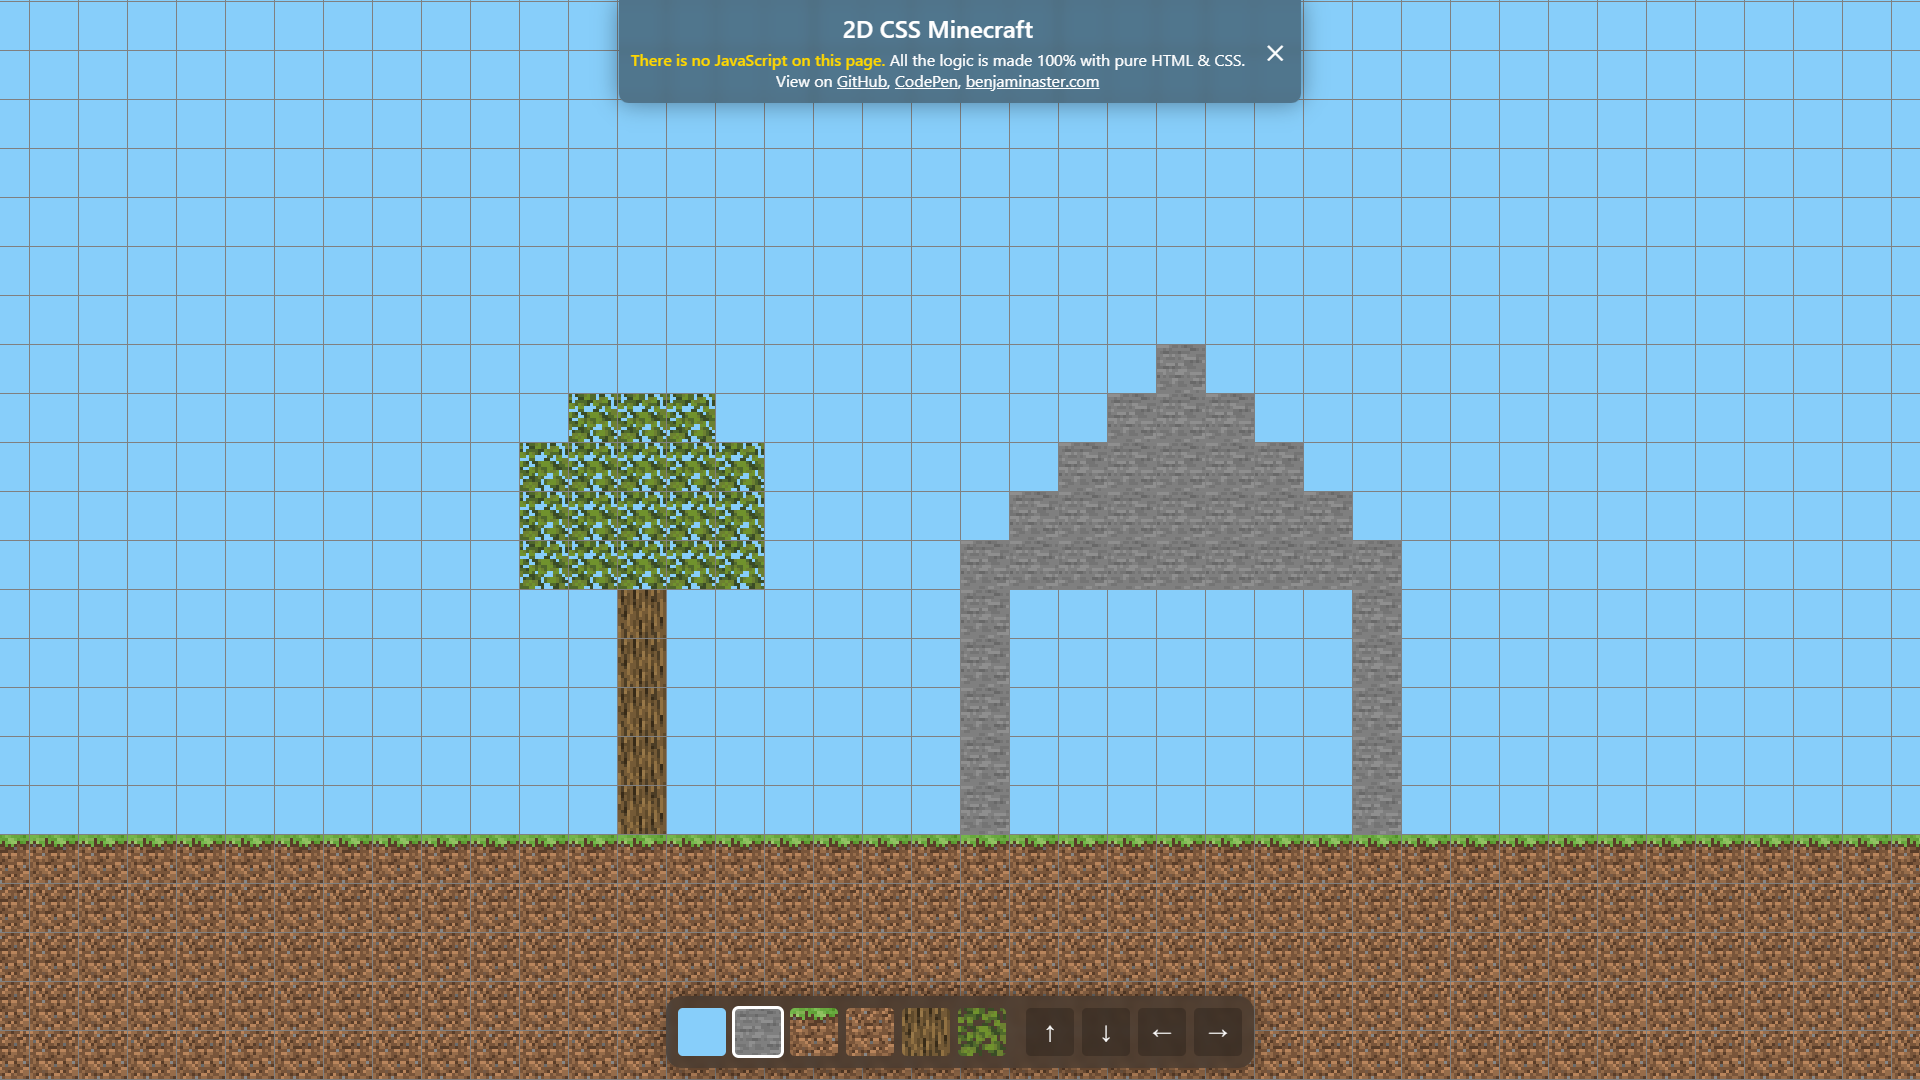 2D CSS Minecraft
There is no JavaScript on this page. All the logic is made 100% with pure HTML & CSS.
View on GitHub, CodePen, benjaminaster.com
↑ ↓ ← →